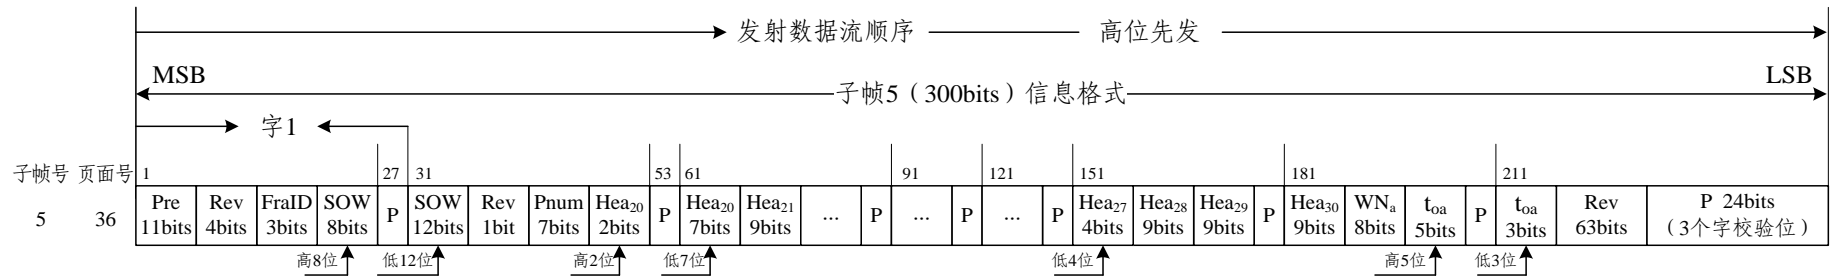 发射数据流顺序 高位先发
MSB LSB
子帧5（300bits）信息格式
字1
子帧号 页面号 1 27 31 53 61 91 121 151 181 211
5 36 Pre 11bits Rev 4bits FraID 3bits SOW 8bits P SOW 12bits Rev 1bit Pnum 7bits Hea20 2bits P Hea20 7bits Hea21 9bits ... P ... P ... P Hea27 4bits Hea28 9bits Hea29 9bits P Hea30 9bits WNa 8bits toa 5bits P toa 3bits Rev 63bits P 24bits （3个字校验位）
高8位 低12位 高2位 低7位 低4位 高5位 低3位